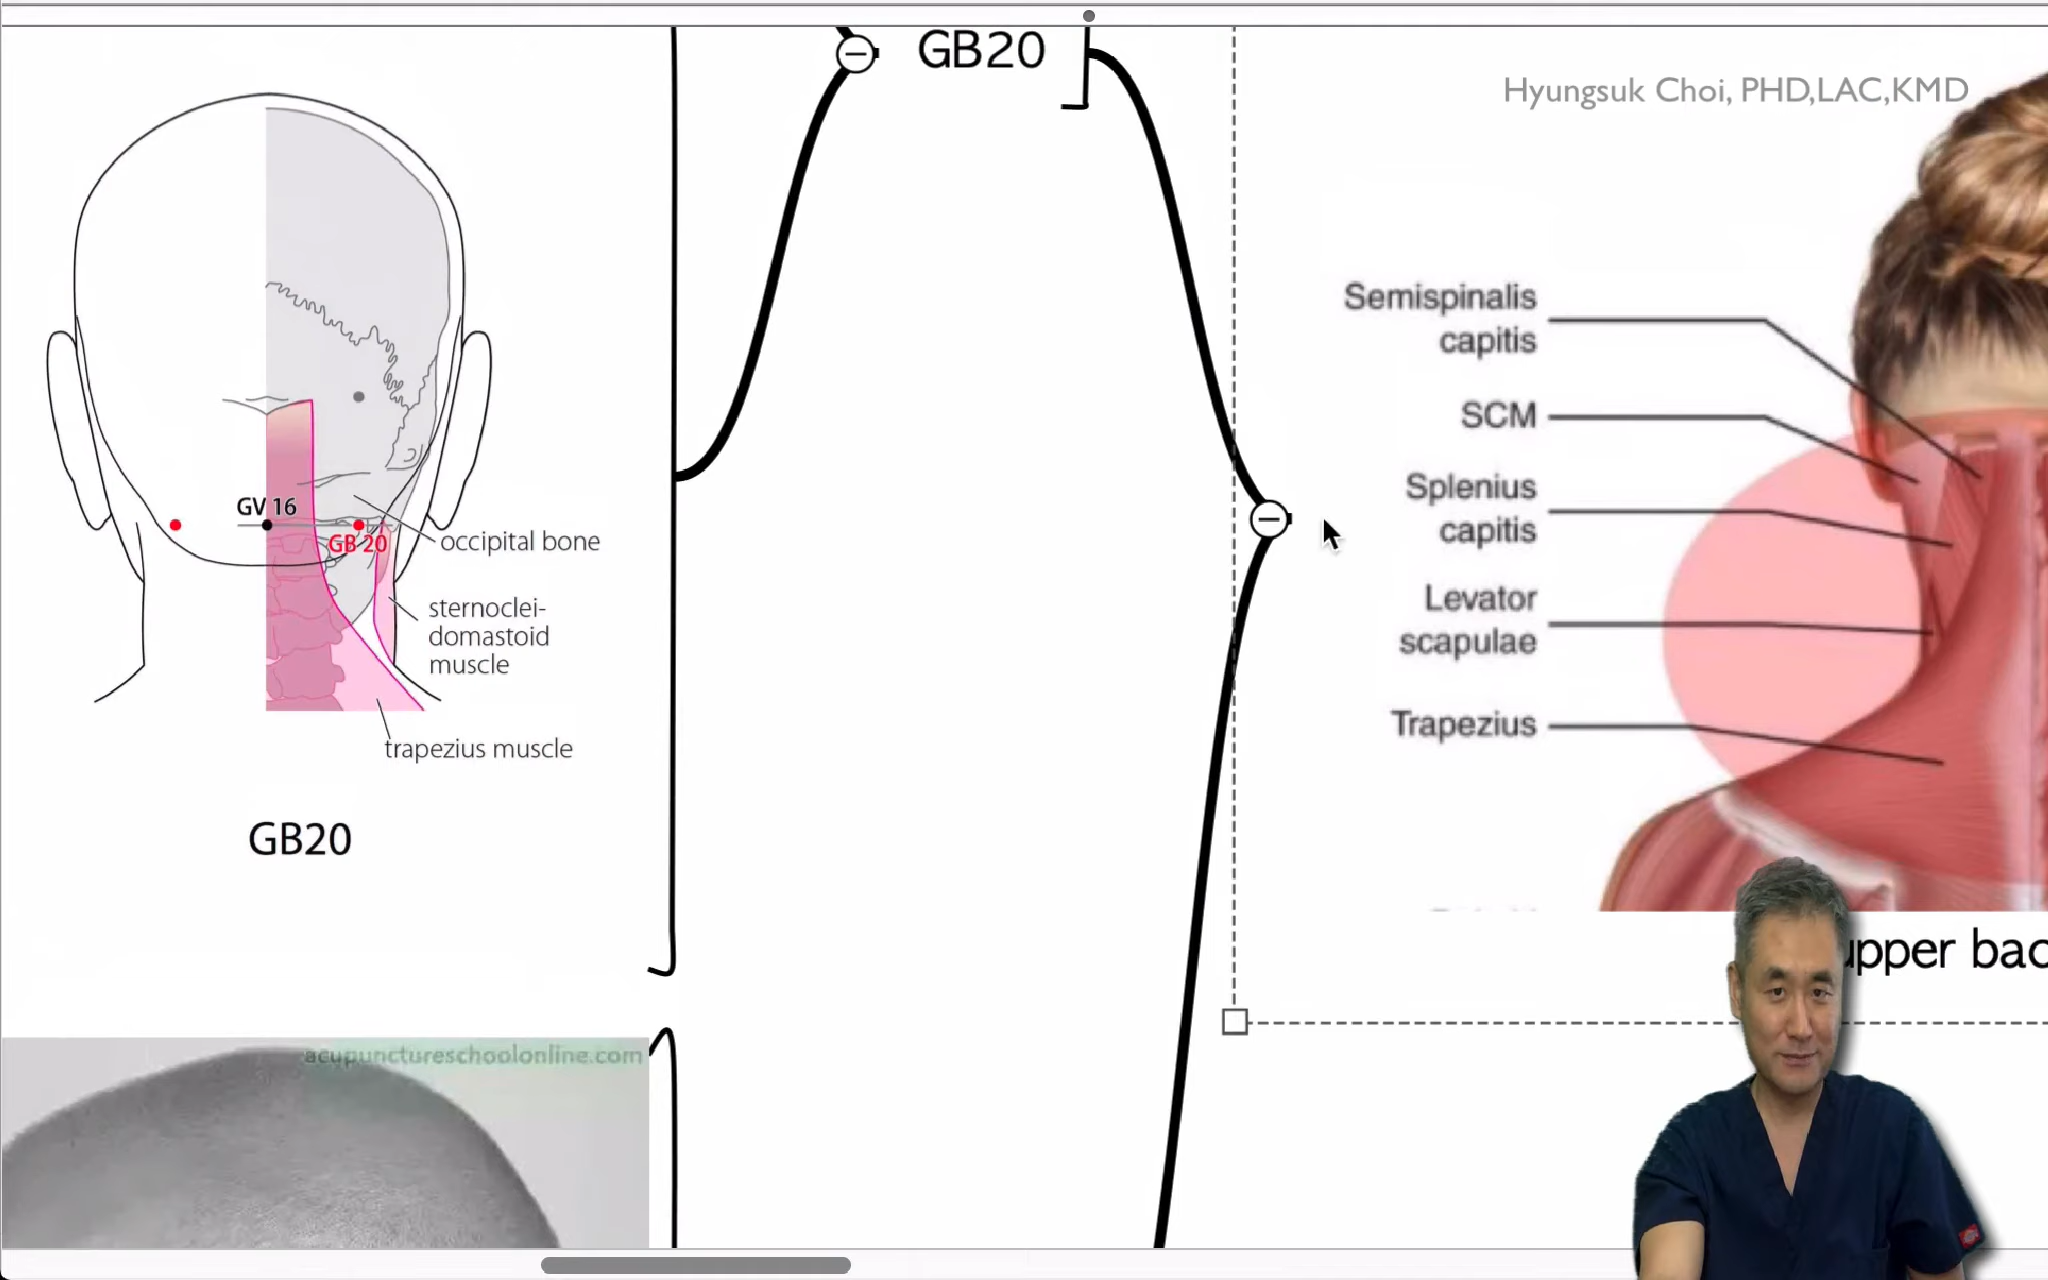 GB20
Hyungsuk Choi, PHD,LAC,KMD
GV 16
GB 20
occipital bone
sternoclei-
domastoid
muscle
trapezius muscle
GB20
Semispinalis
capitis
SCM
Splenius
capitis
Levator
scapulae
Trapezius
upper bac
acupunctureschoolonline.com